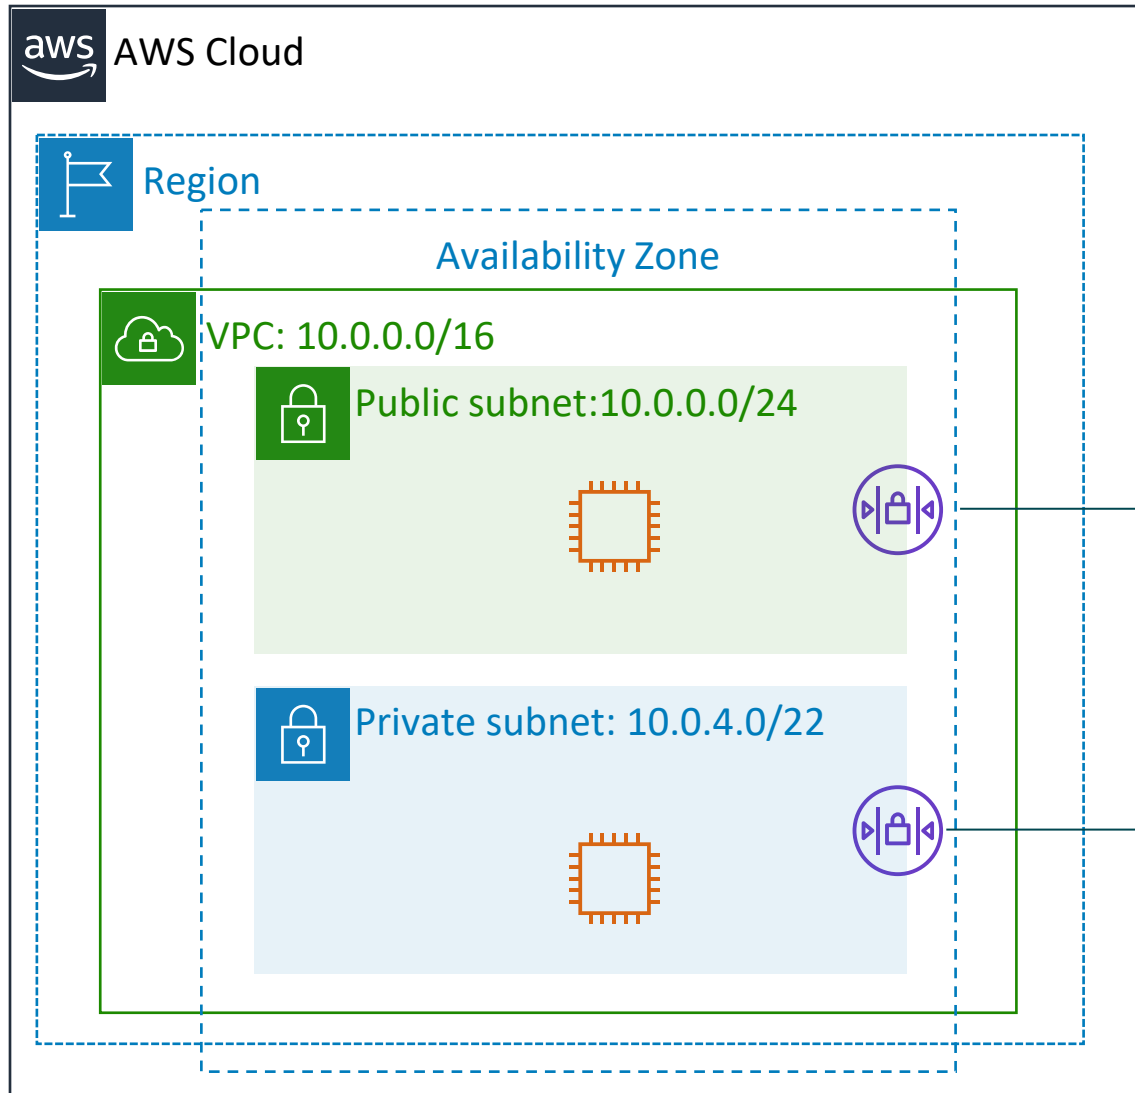 aws
AWS Cloud
Region
Availability Zone
VPC: 10.0.0.0/16
Public subnet:10.0.0.0/24
Private subnet: 10.0.4.0/22